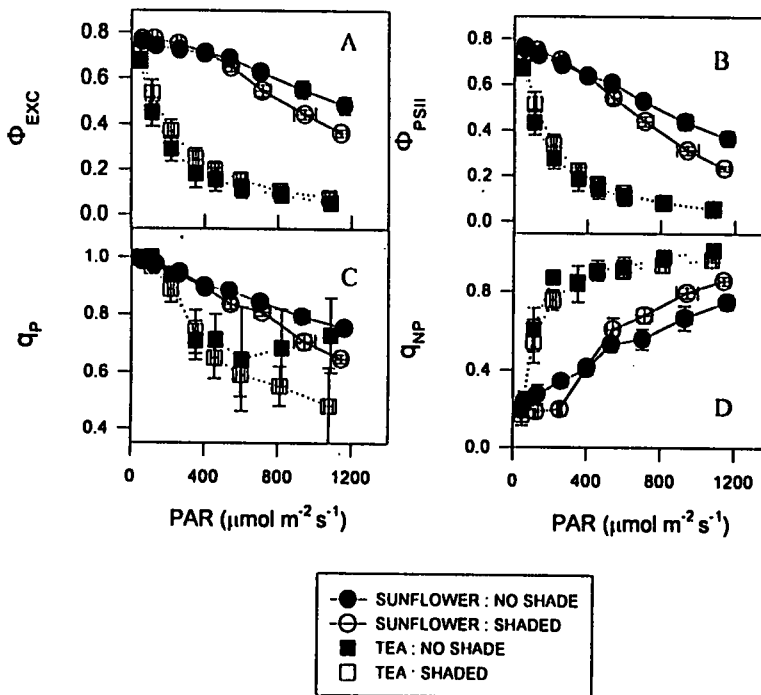 A
B
Φ_EXC
0.8
0.6
0.4
0.2
0.0
Φ_PSII
0.8
0.6
0.4
0.2
0.0
C
D
q_P
1.0
0.8
0.6
0.4
q_NP
0.8
0.4
0.0
0 400 800 1200
0 400 800 1200
PAR (μmol m⁻² s⁻¹)
PAR (μmol m⁻² s⁻¹)
SUNFLOWER : NO SHADE
SUNFLOWER : SHADED
TEA : NO SHADE
TEA : SHADED